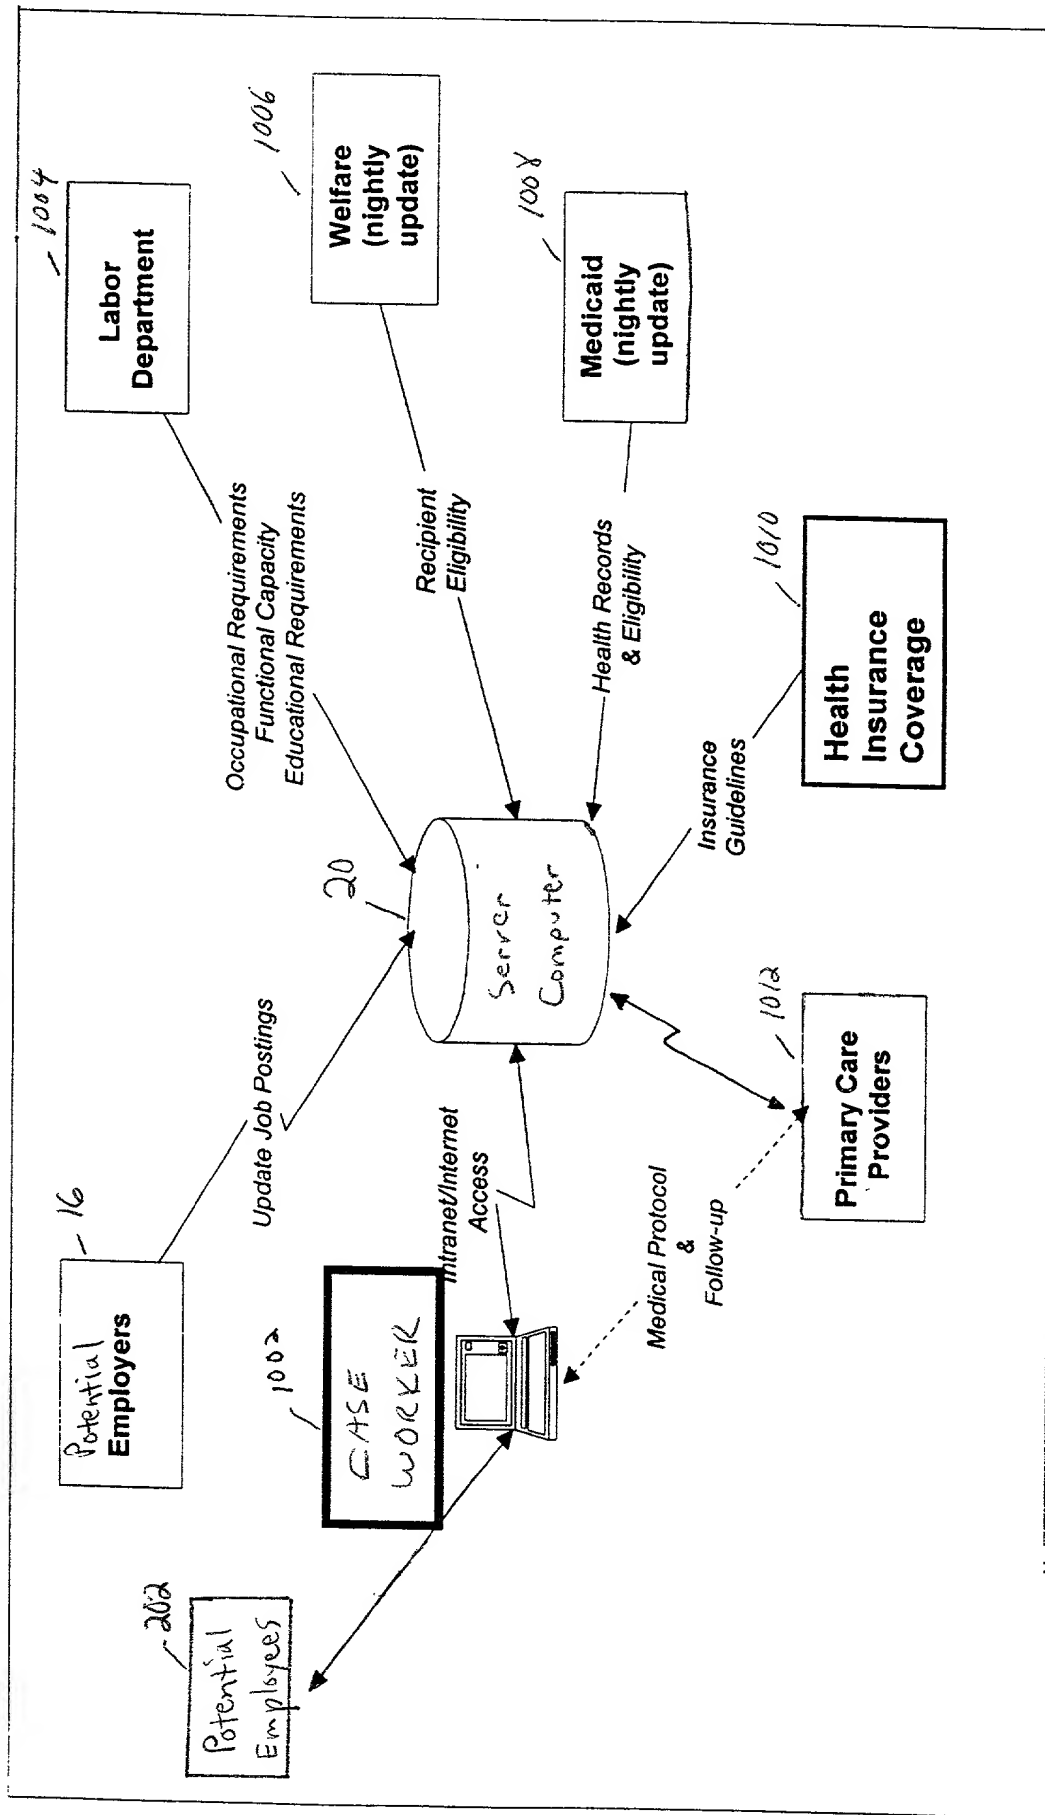 202
Potential
Employees
16
Potential
Employers
1002
CASE
WORKER
Update Job Postings
Intranet/Internet
Access
20
Server
Computer
1004
Labor
Department
Occupational Requirements
Functional Capacity
Educational Requirements
1006
Welfare
(nightly
update)
Recipient
Eligibility
1008
Medicaid
(nightly
update)
Health Records
& Eligibility
1010
Health
Insurance
Coverage
Insurance
Guidelines
1012
Primary Care
Providers
Medical Protocol
&
Follow-up